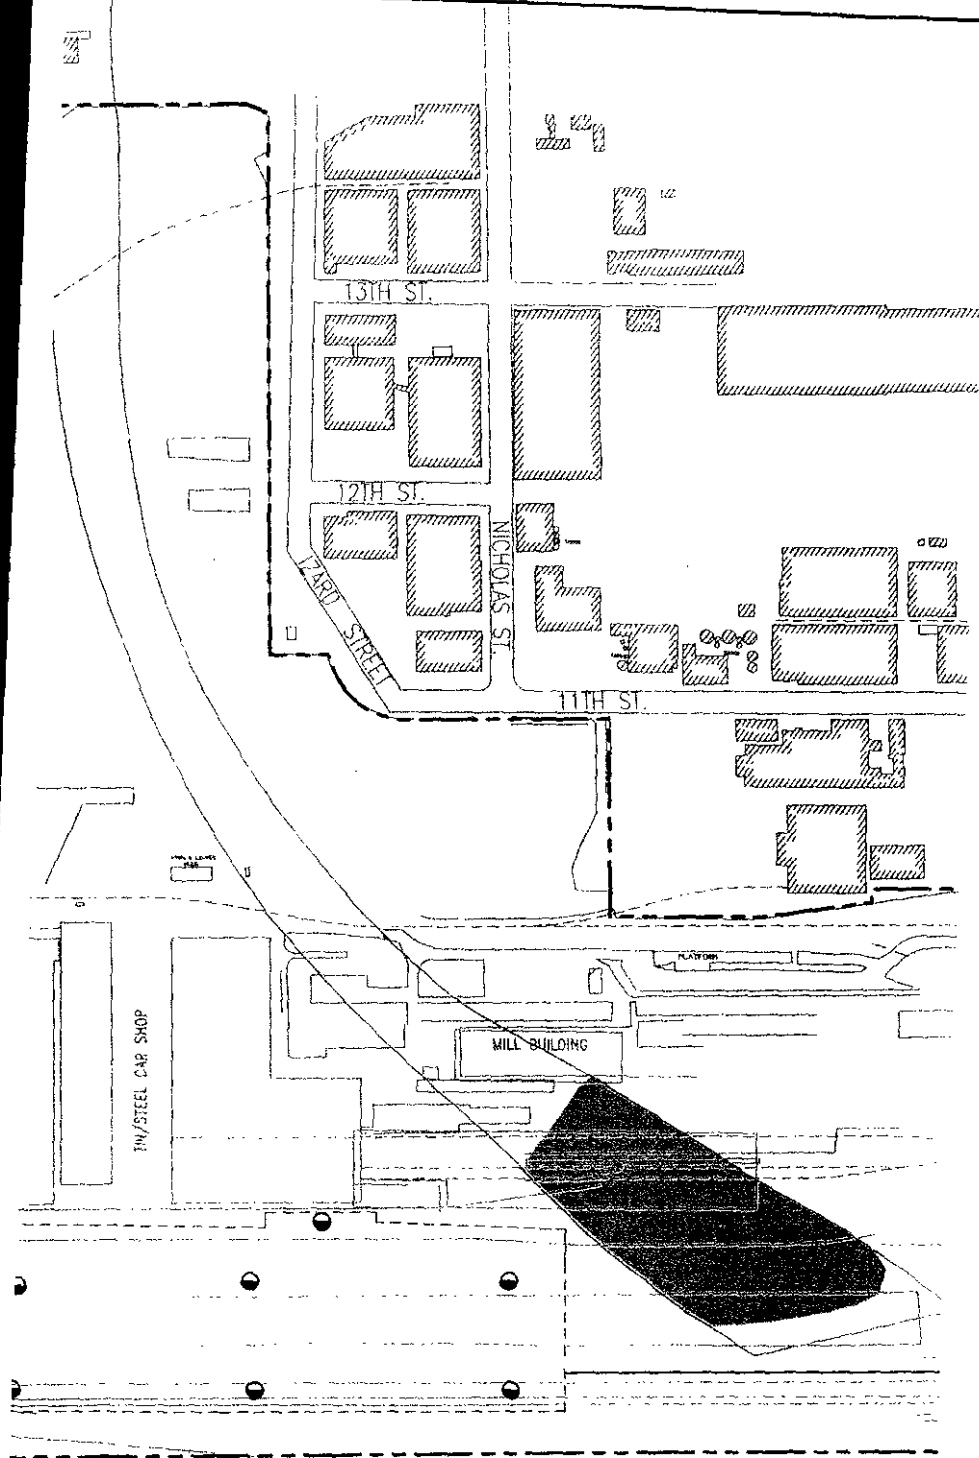 13TH ST.
12TH ST.
NICHOLAS ST.
IZARD STREET
11TH ST.
PLATFORM
MILL BUILDING
TIN/STEEL CAR SHOP